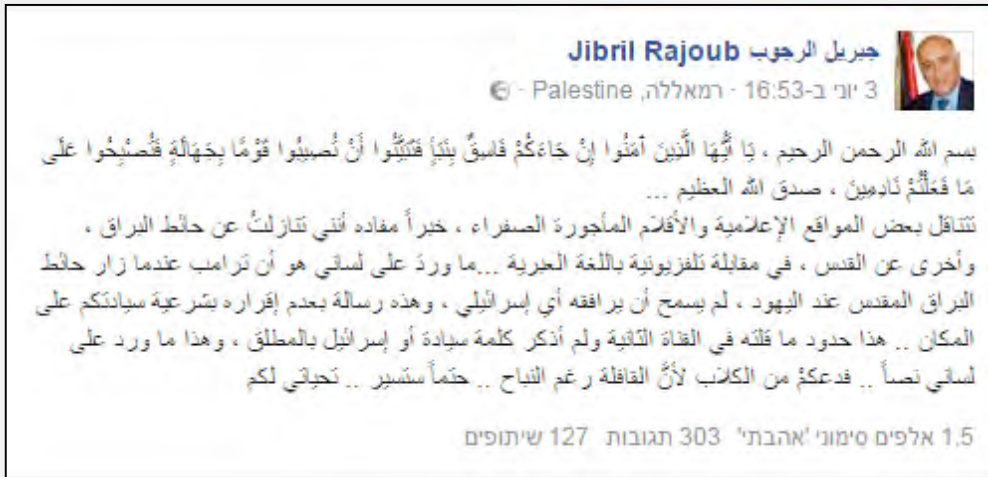 جبريل الرجوب Jibril Rajoub
3 יוני ב-16:53 · רמאללה, Palestine ·
بسم الله الرحمن الرحيم ، يَا أَيُّهَا الَّذِينَ آمَنُوا إِنْ جَاءَكُمْ فَاسِقٌ بِنَبَأٍ فَتَبَيَّنُوا أَنْ تُصِيبُوا قَوْمًا بِجَهَالَةٍ فَتُصْبِحُوا عَلَى
مَا فَعَلْتُمْ نَادِمِينَ ، صدق الله العظيم ...
تتناقل بعض المواقع الإعلامية والأقلام المأجورة الصفراء ، خبراً مفاده أنني تنازلتُ عن حائط البراق ،
وأخرى عن القدس ، في مقابلة تلفزيونية باللغة العبرية ...ما وردَ على لساني هو أن ترامب عندما زار حائط
البراق المقدس عند اليهود ، لم يسمح أن يرافقه أي إسرائيلي ، وهذه رسالة بعدم إقراره بشرعية سيادتكم على
المكان .. هذا حدود ما قلته في القناة الثانية ولم أذكر كلمة سيادة أو إسرائيل بالمطلق ، وهذا ما ورد على
لساني نصاً .. فدعكمْ من الكلاب لأنَّ القافلة رغم النباح .. حتماً ستسير .. تحياتي لكم
1.5 אלפים סימוני 'אהבתי' 303 תגובות 127 שיתופים